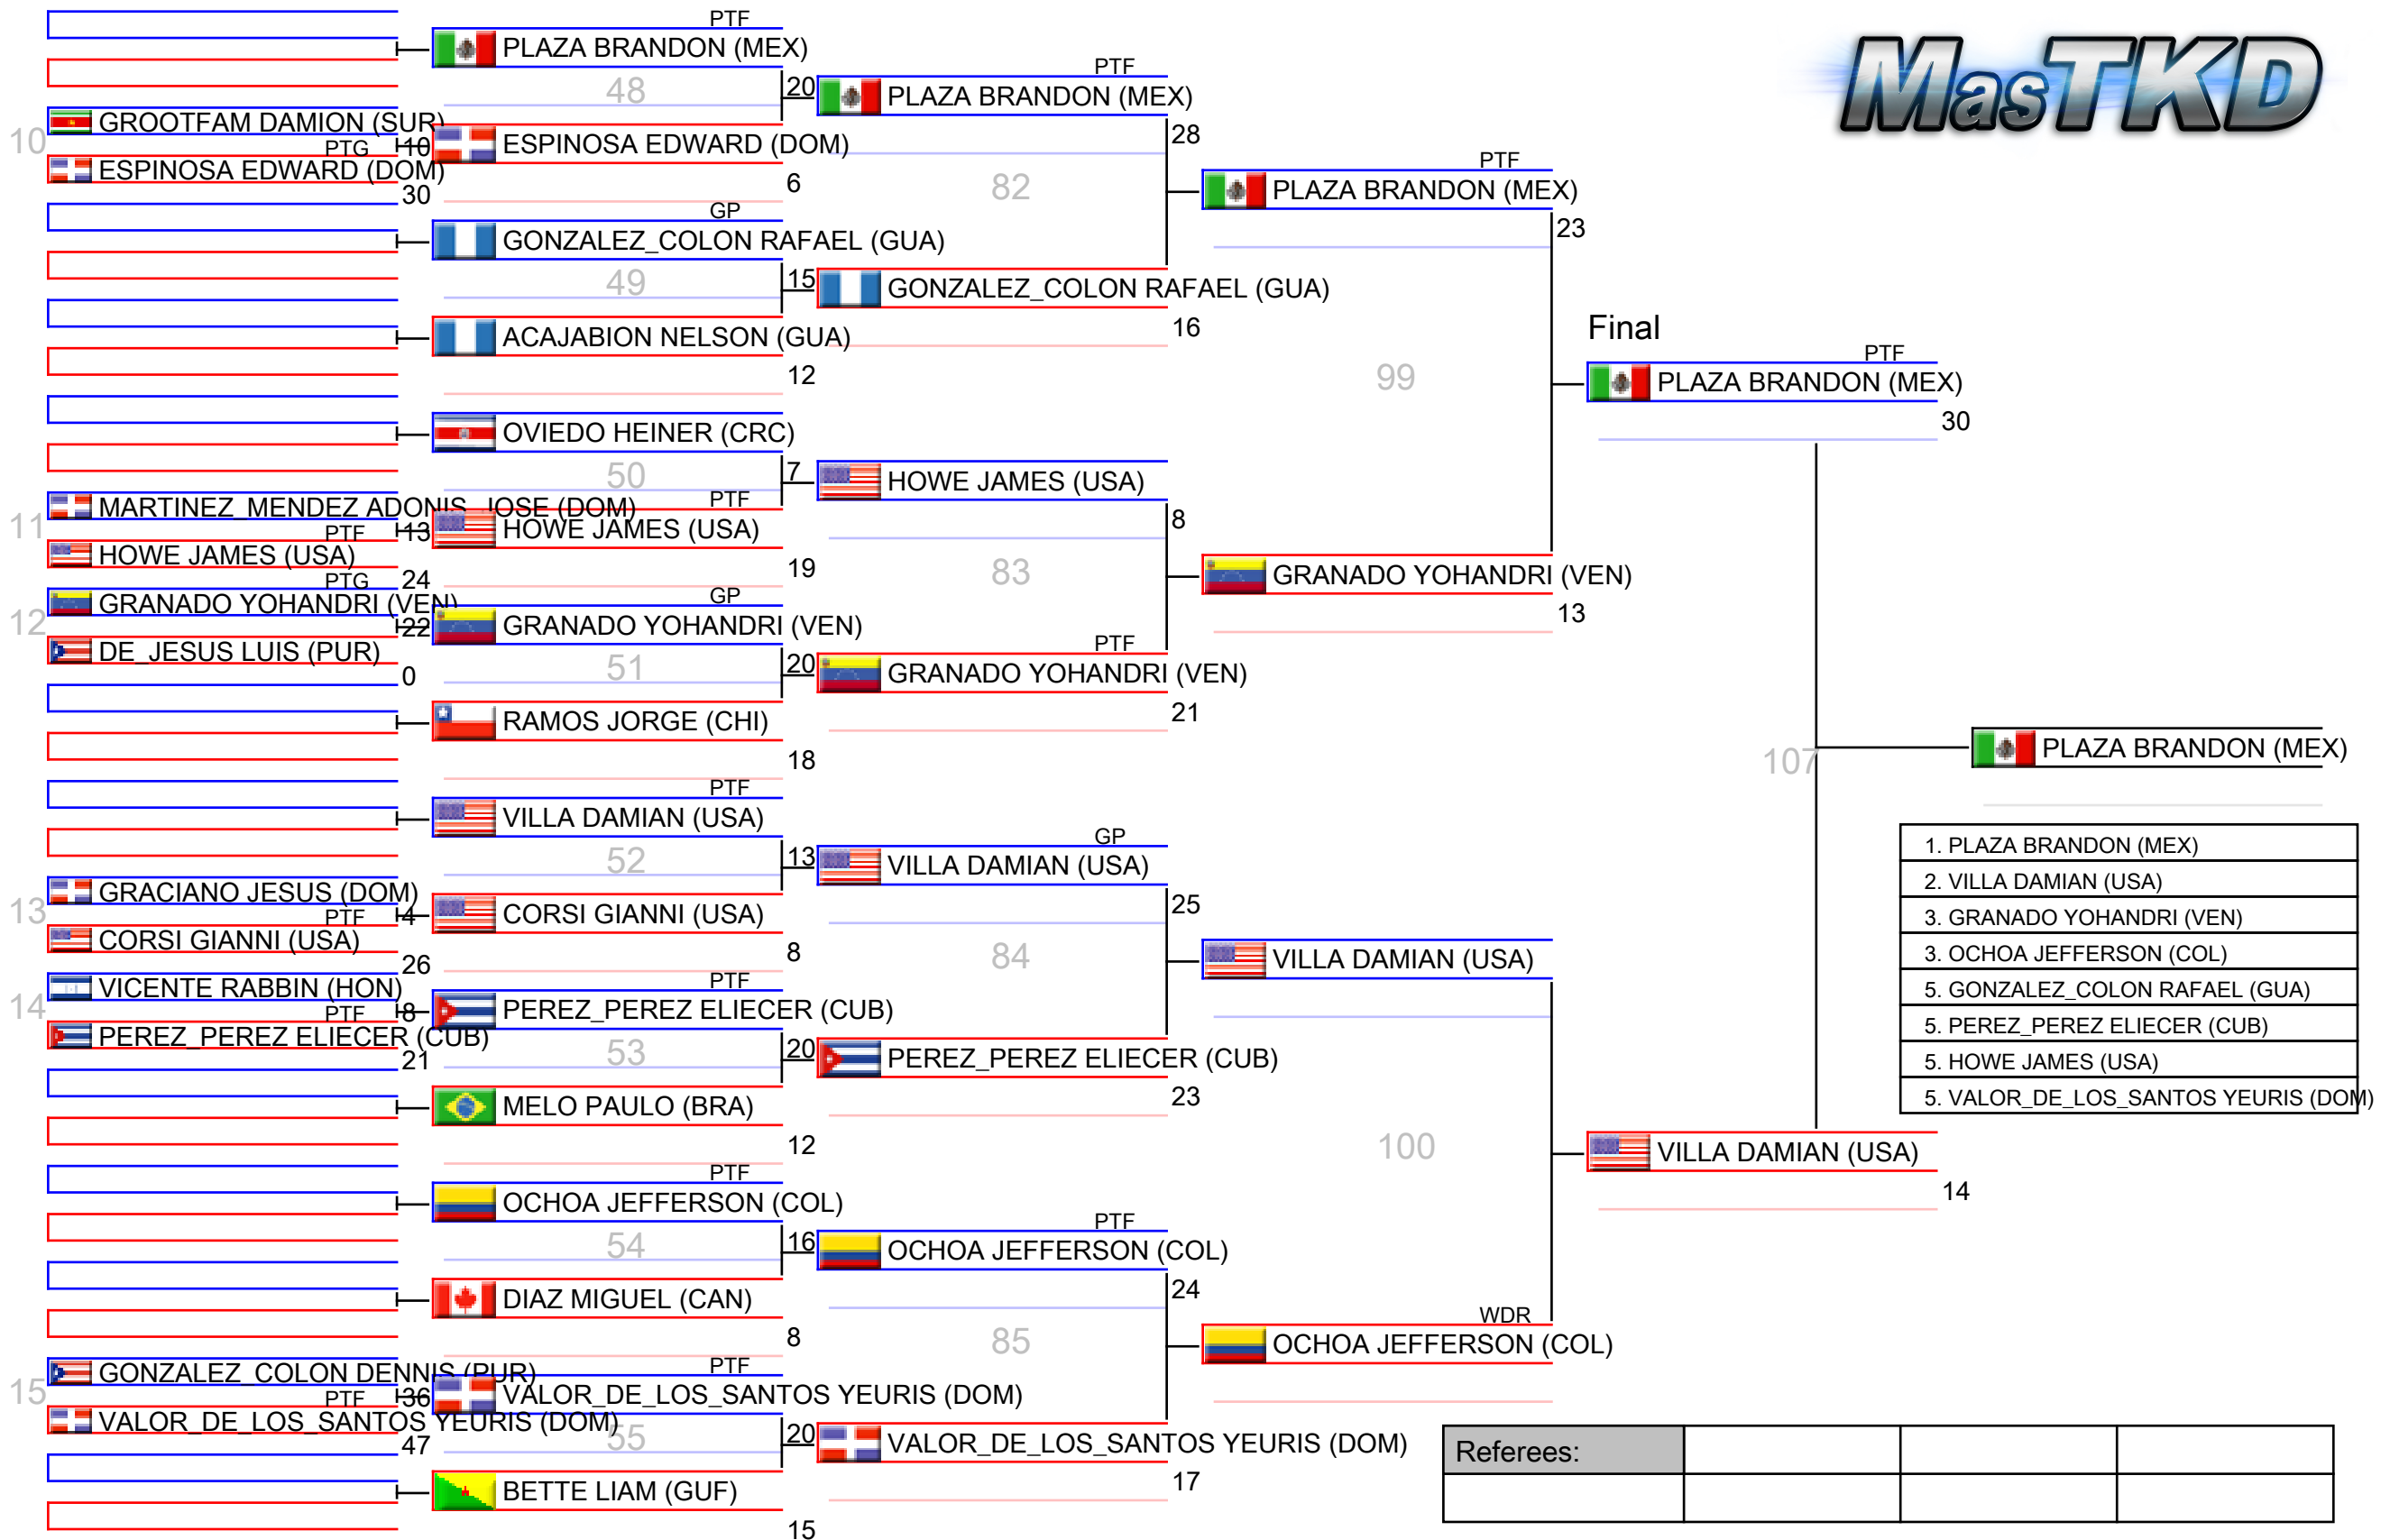 MasTKD
10
GROOTFAM DAMION (SUR)
10
PTG
ESPINOSA EDWARD (DOM)
30
11
MARTINEZ_MENDEZ ADONIS_JOSE (DOM)
13
PTF
HOWE JAMES (USA)
24
12
PTG
GRANADO YOHANDRI (VEN)
22
DE_JESUS LUIS (PUR)
0
13
GRACIANO JESUS (DOM)
4
PTF
CORSI GIANNI (USA)
26
14
VICENTE RABBIN (HON)
8
PTF
PEREZ_PEREZ ELIECER (CUB)
21
15
GONZALEZ_COLON DENNIS (PUR)
36
PTF
VALOR_DE_LOS_SANTOS YEURIS (DOM)
47
PTF
PLAZA BRANDON (MEX)
48
20
ESPINOSA EDWARD (DOM)
6
GP
GONZALEZ_COLON RAFAEL (GUA)
49
15
ACAJABION NELSON (GUA)
12
OVIEDO HEINER (CRC)
50
7
PTF
HOWE JAMES (USA)
19
GP
GRANADO YOHANDRI (VEN)
51
20
RAMOS JORGE (CHI)
18
PTF
VILLA DAMIAN (USA)
52
13
CORSI GIANNI (USA)
8
PTF
PEREZ_PEREZ ELIECER (CUB)
53
20
MELO PAULO (BRA)
12
PTF
OCHOA JEFFERSON (COL)
54
16
DIAZ MIGUEL (CAN)
8
PTF
VALOR_DE_LOS_SANTOS YEURIS (DOM)
55
20
BETTE LIAM (GUF)
15
PTF
PLAZA BRANDON (MEX)
28
82
GONZALEZ_COLON RAFAEL (GUA)
16
HOWE JAMES (USA)
8
83
PTF
GRANADO YOHANDRI (VEN)
21
GP
VILLA DAMIAN (USA)
25
84
PEREZ_PEREZ ELIECER (CUB)
23
PTF
OCHOA JEFFERSON (COL)
24
85
VALOR_DE_LOS_SANTOS YEURIS (DOM)
17
PTF
PLAZA BRANDON (MEX)
23
99
GRANADO YOHANDRI (VEN)
13
VILLA DAMIAN (USA)
100
WDR
OCHOA JEFFERSON (COL)
Final
PTF
PLAZA BRANDON (MEX)
30
107
VILLA DAMIAN (USA)
14
PLAZA BRANDON (MEX)
1. PLAZA BRANDON (MEX)
2. VILLA DAMIAN (USA)
3. GRANADO YOHANDRI (VEN)
3. OCHOA JEFFERSON (COL)
5. GONZALEZ_COLON RAFAEL (GUA)
5. PEREZ_PEREZ ELIECER (CUB)
5. HOWE JAMES (USA)
5. VALOR_DE_LOS_SANTOS YEURIS (DOM)
Referees: